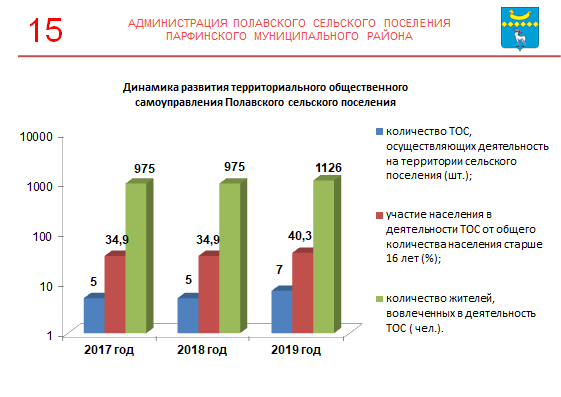 15
АДМИНИСТРАЦИЯ ПОЛАВСКОГО СЕЛЬСКОГО ПОСЕЛЕНИЯ
ПАРФИНСКОГО МУНИЦИПАЛЬНОГО РАЙОНА
Динамика развития территориального общественного
самоуправления Полавского сельского поселения
10000
1000
100
10
1
5
34,9
975
5
34,9
975
7
40,3
1126
2017 год
2018 год
2019 год
количество ТОС,
осуществляющих деятельность
на территории сельского
поселения (шт.);
участие населения в
деятельности ТОС от общего
количества населения старше
16 лет (%);
количество жителей,
вовлеченных в деятельность
ТОС ( чел.).